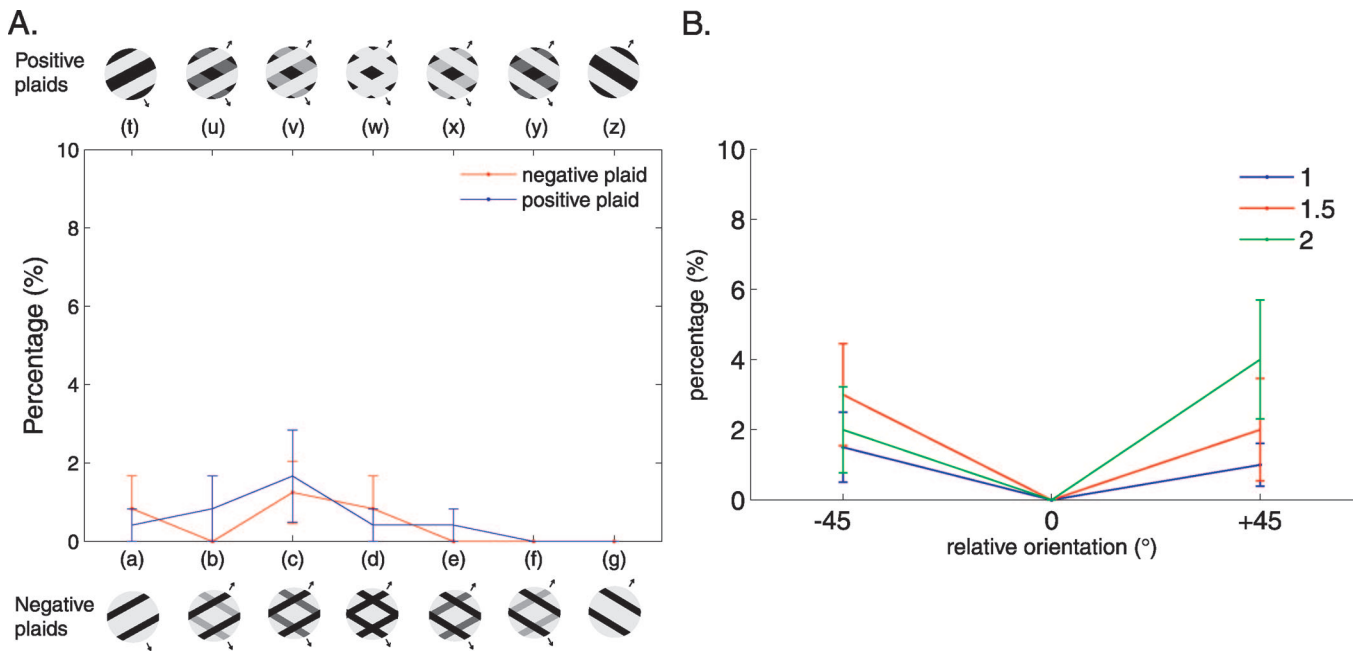 A.
Positive
plaids
(t) (u) (v) (w) (x) (y) (z)
10
8
6
4
2
0
Percentage (%)
negative plaid
positive plaid
(a) (b) (c) (d) (e) (f) (g)
Negative
plaids
B.
10
8
6
4
2
0
percentage (%)
1
1.5
2
-45 0 +45
relative orientation (°)